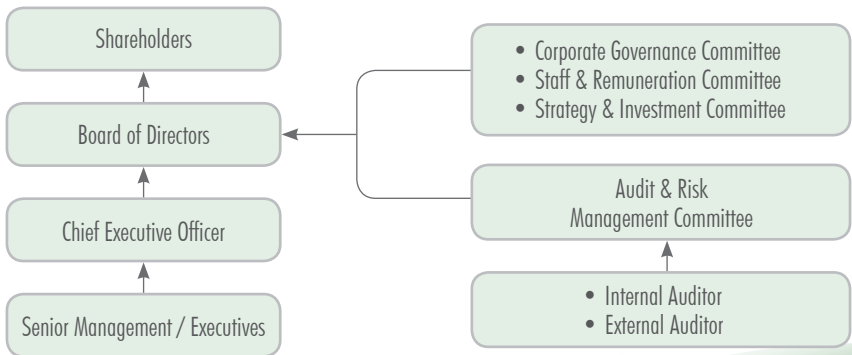 Shareholders
Board of Directors
Chief Executive Officer
Senior Management / Executives
• Corporate Governance Committee
• Staff & Remuneration Committee
• Strategy & Investment Committee
Audit & Risk
Management Committee
• Internal Auditor
• External Auditor